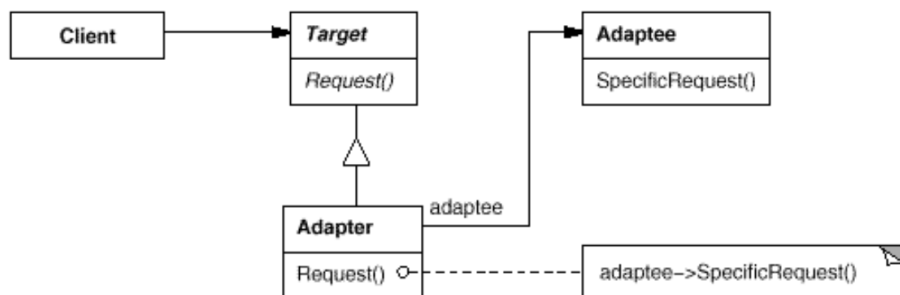 Client
Target
Request()
Adaptee
SpecificRequest()
adaptee
Adapter
Request()
adaptee->SpecificRequest()